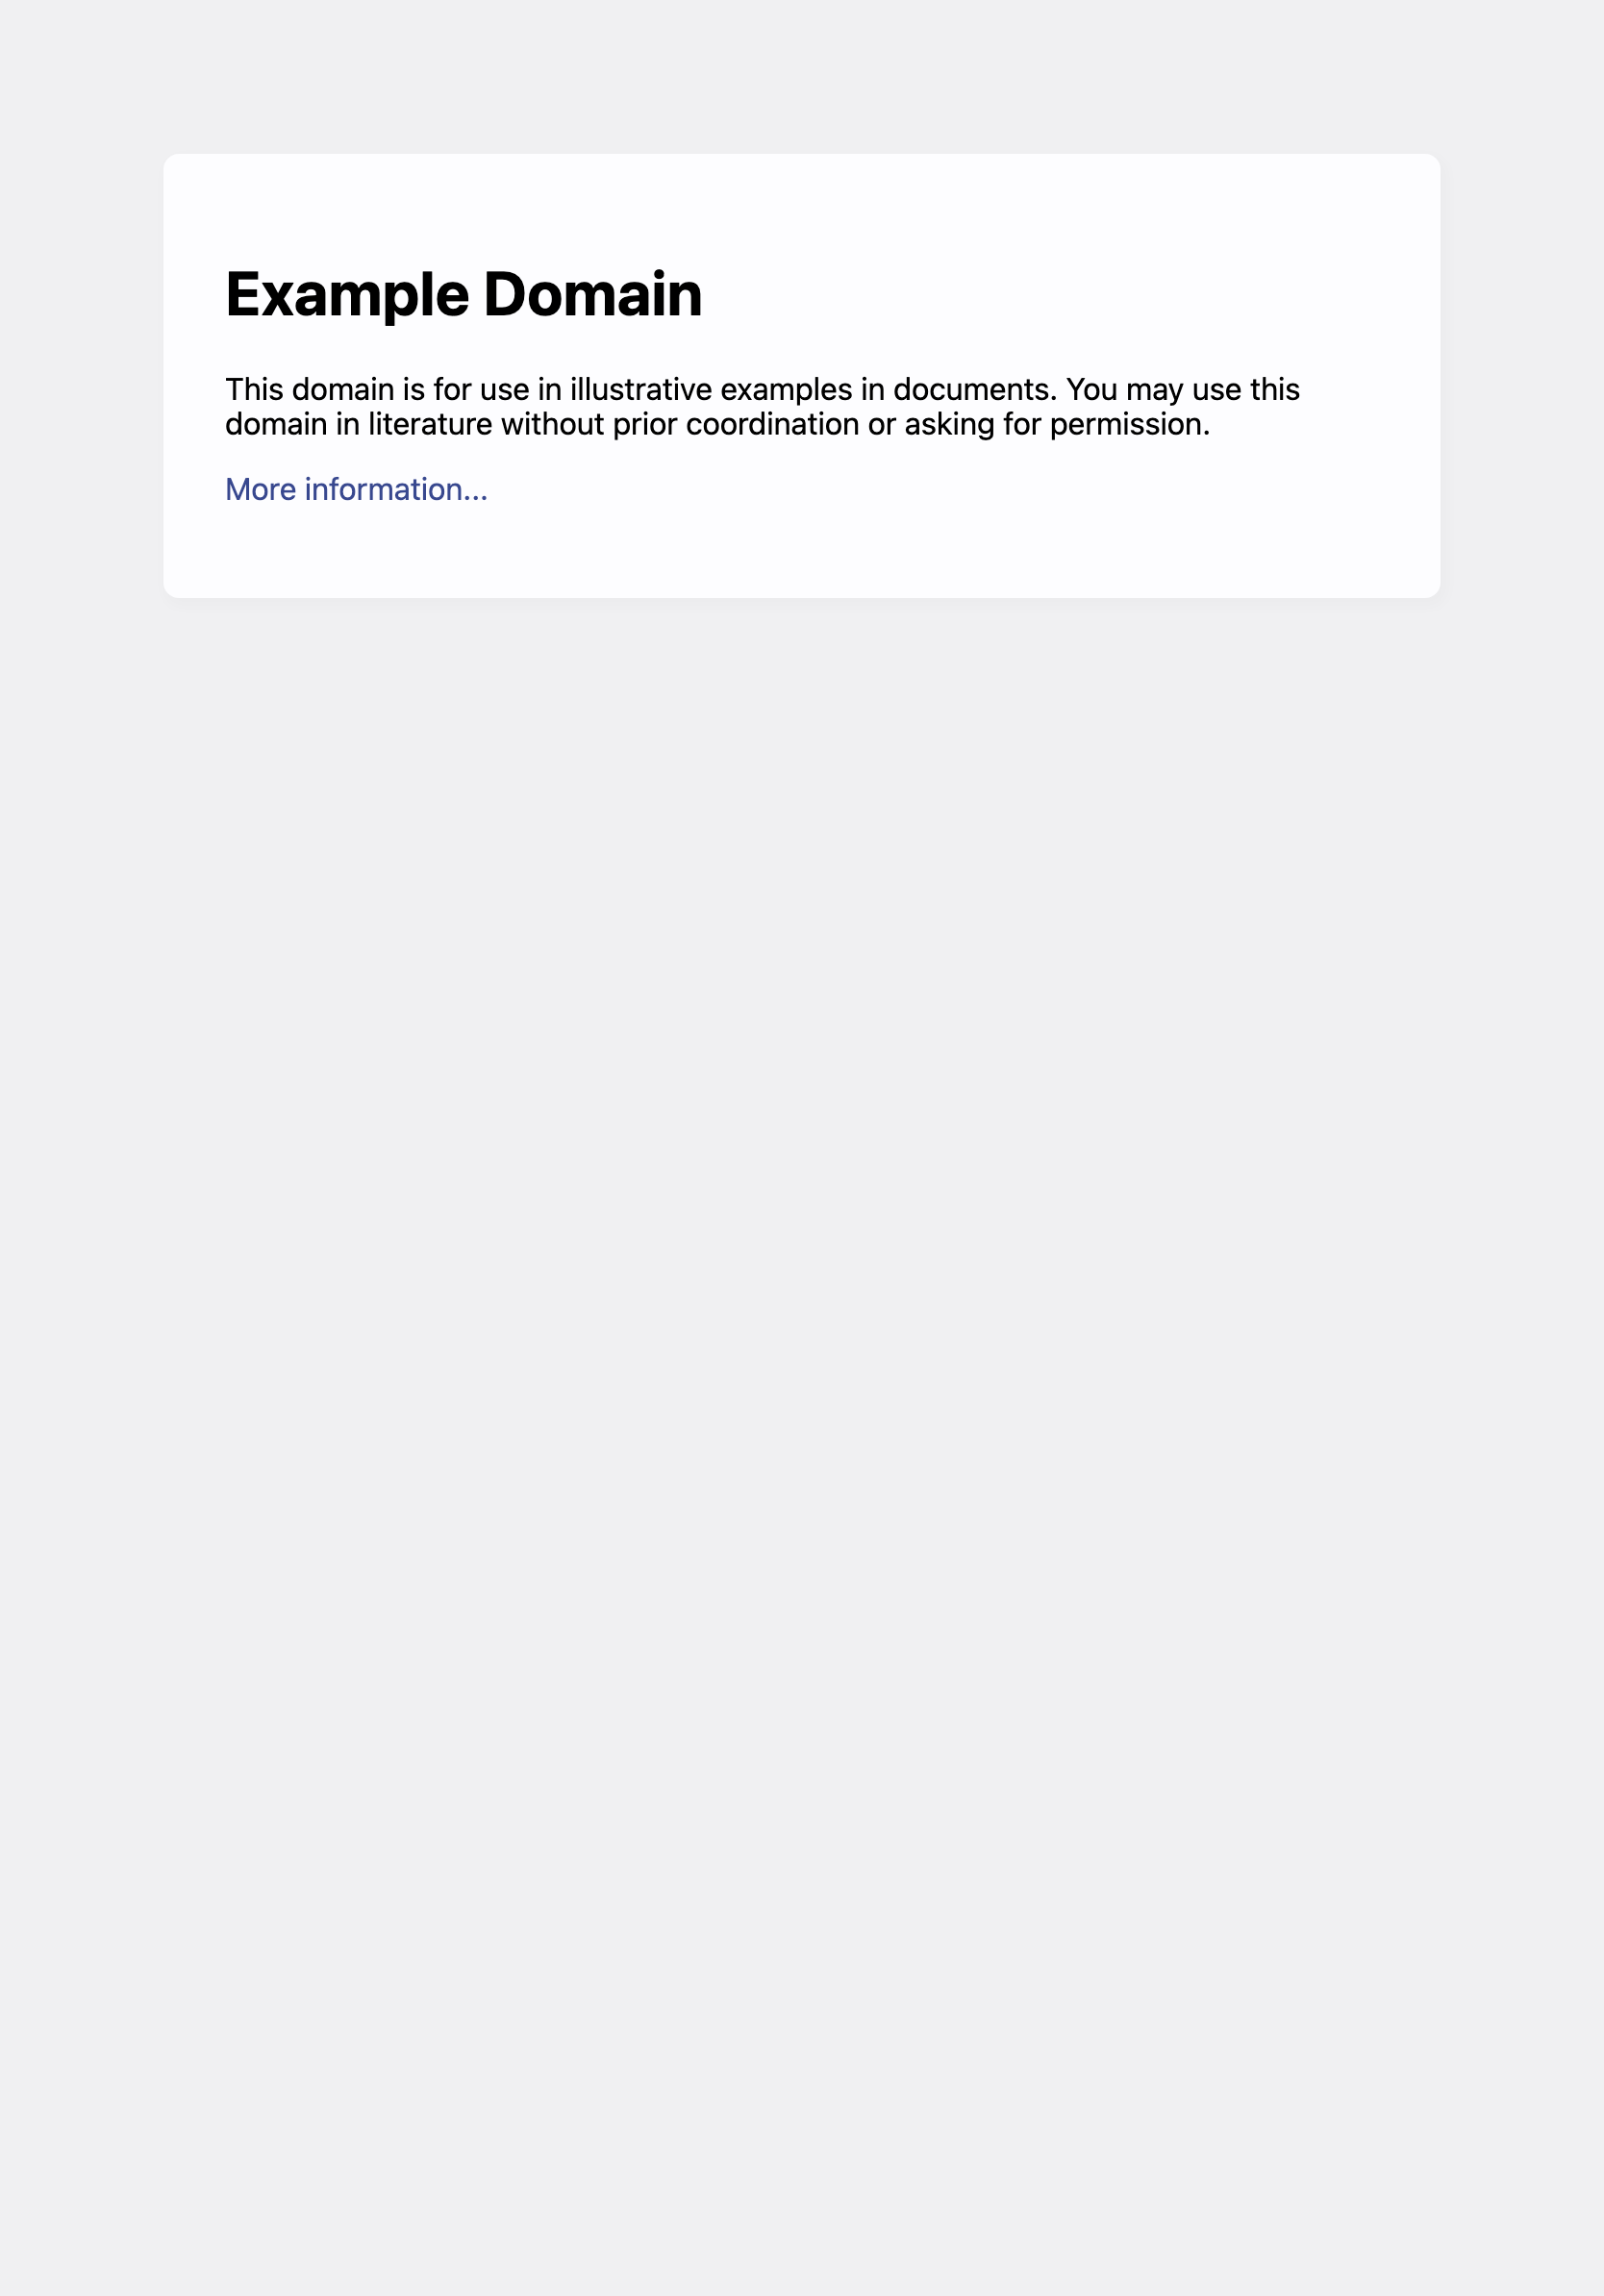 Example Domain
This domain is for use in illustrative examples in documents. You may use this
domain in literature without prior coordination or asking for permission.
More information...